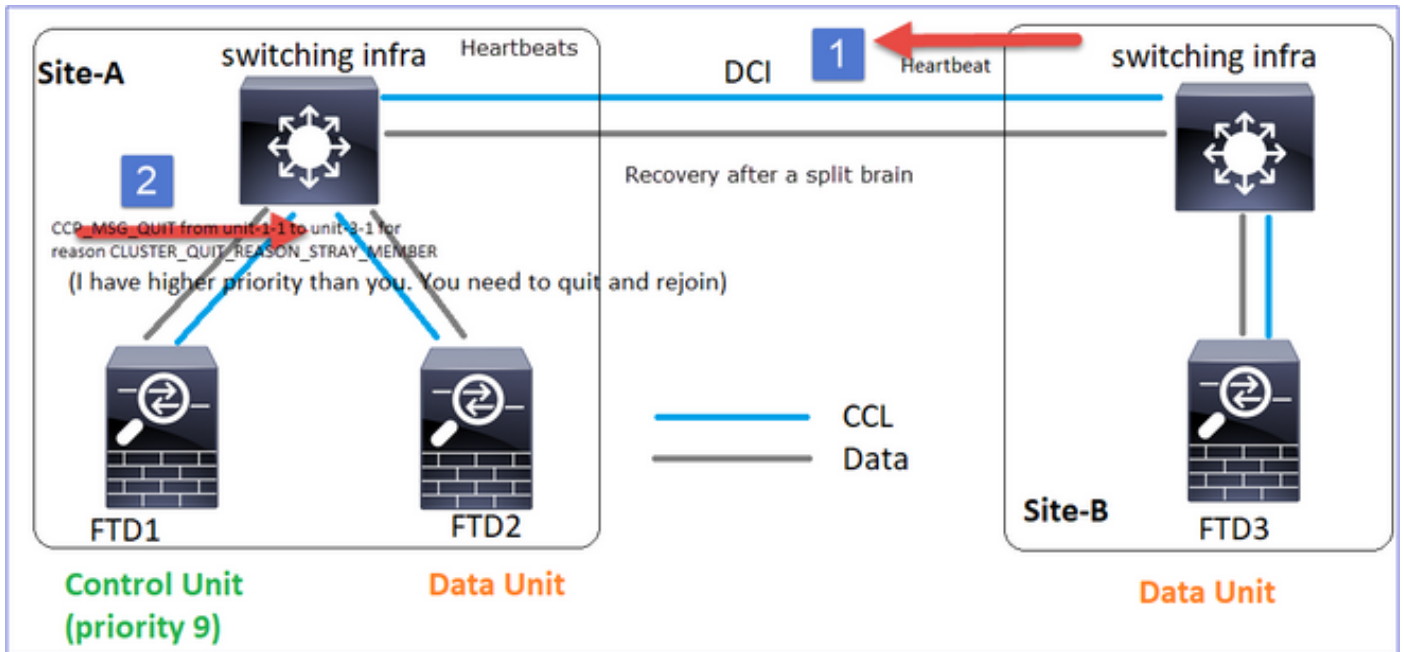 Site-A
switching infra
Heartbeats
DCI
1
Heartbeat
switching infra
2
Recovery after a split brain
CCP_MSG_QUIT from unit-1-1 to unit-3-1 for
reason CLUSTER_QUIT_REASON_STRAY_MEMBER
(I have higher priority than you. You need to quit and rejoin)
CCL
Data
FTD1
FTD2
Site-B
FTD3
Control Unit
(priority 9)
Data Unit
Data Unit